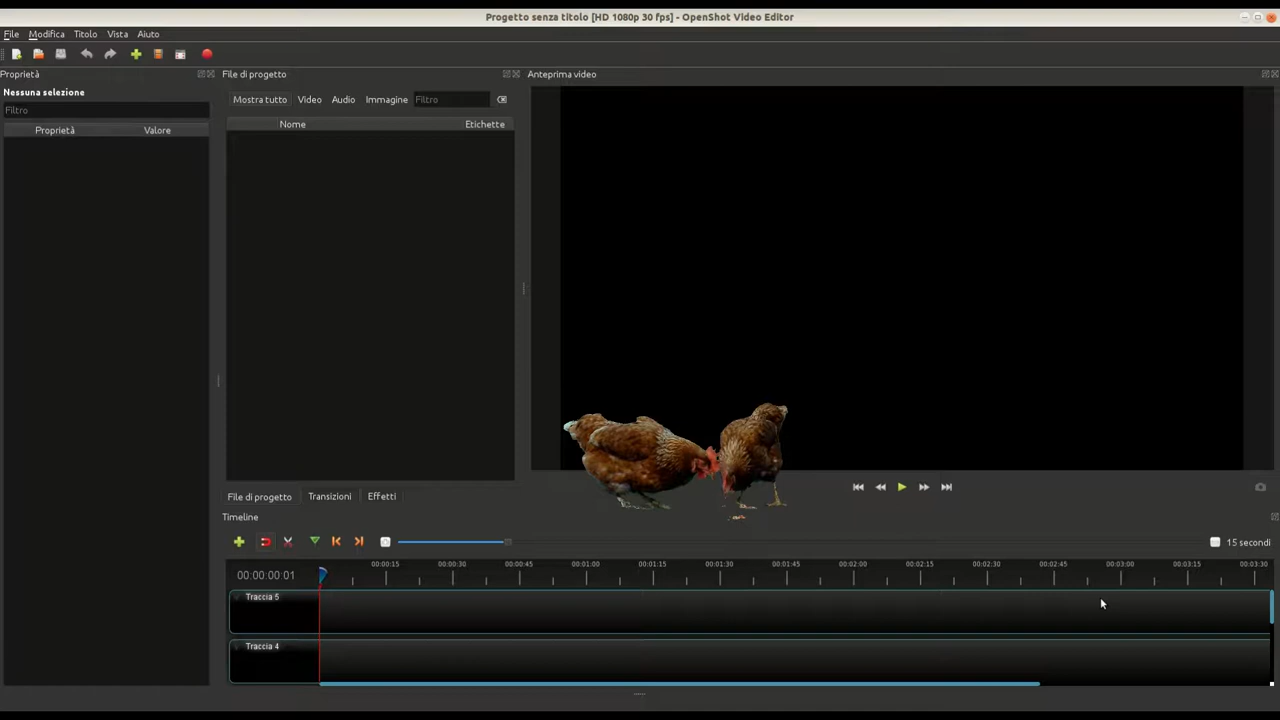 Progetto senza titolo [HD 1080p 30 fps] - OpenShot Video Editor
File Modifica Titolo Vista Aiuto
Proprietà
File di progetto
Anteprima video
Nessuna selezione
Filtro
Mostra tutto Video Audio Immagine Filtro
Proprietà Valore
Nome Etichette
File di progetto Transizioni Effetti
Timeline
15 secondi
00:00:00:01
00:00:15 00:00:30 00:00:45 00:01:00 00:01:15 00:01:30 00:01:45 00:02:00 00:02:15 00:02:30 00:02:45 00:03:00 00:03:15 00:03:30
Traccia 5
Traccia 4